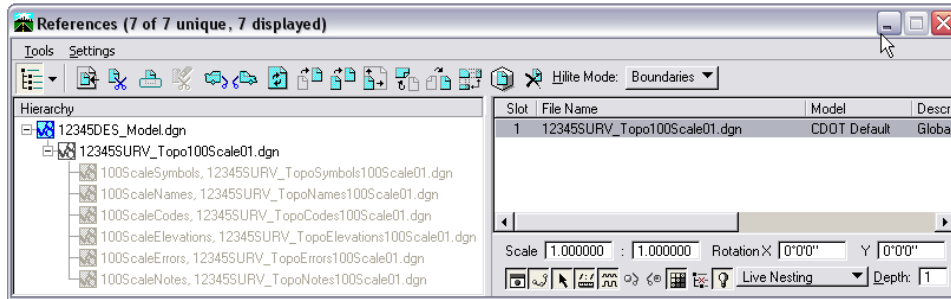 References (7 of 7 unique, 7 displayed)
Tools Settings
Hilite Mode: Boundaries
Hierarchy
Slot File Name Model Descr
12345DES_Model.dgn
1 12345SURV_Topo100Scale01.dgn CDOT Default Globa
12345SURV_Topo100Scale01.dgn
100ScaleSymbols, 12345SURV_TopoSymbols100Scale01.dgn
100ScaleNames, 12345SURV_TopoNames100Scale01.dgn
100ScaleCodes, 12345SURV_TopoCodes100Scale01.dgn
100ScaleElevations, 12345SURV_TopoElevations100Scale01.dgn
100ScaleErrors, 12345SURV_TopoErrors100Scale01.dgn
100ScaleNotes, 12345SURV_TopoNotes100Scale01.dgn
Scale 1.000000 : 1.000000 Rotation X 0°0'0" Y 0°0'0"
Live Nesting Depth: 1